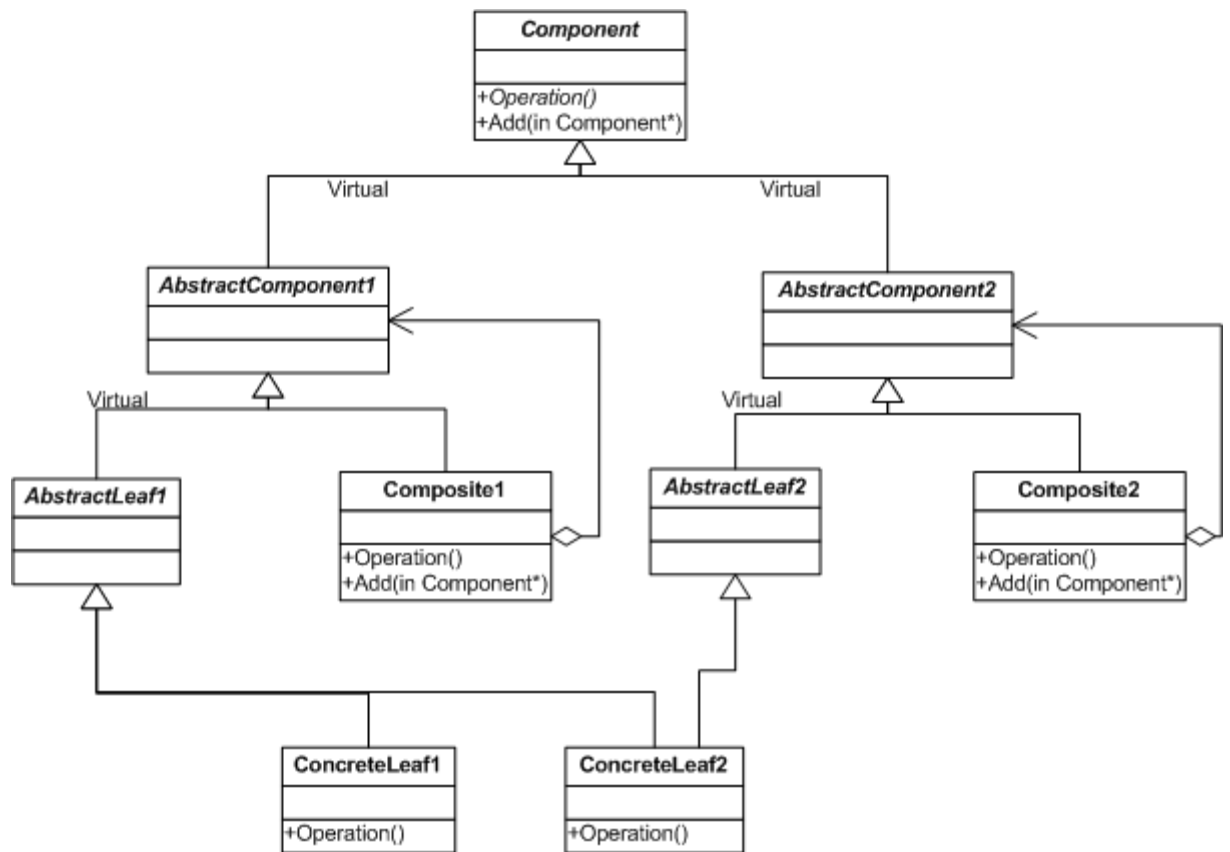 Component
+Operation()
+Add(in Component*)
Virtual
Virtual
AbstractComponent1
AbstractComponent2
Virtual
Virtual
AbstractLeaf1
Composite1
+Operation()
+Add(in Component*)
AbstractLeaf2
Composite2
+Operation()
+Add(in Component*)
ConcreteLeaf1
+Operation()
ConcreteLeaf2
+Operation()